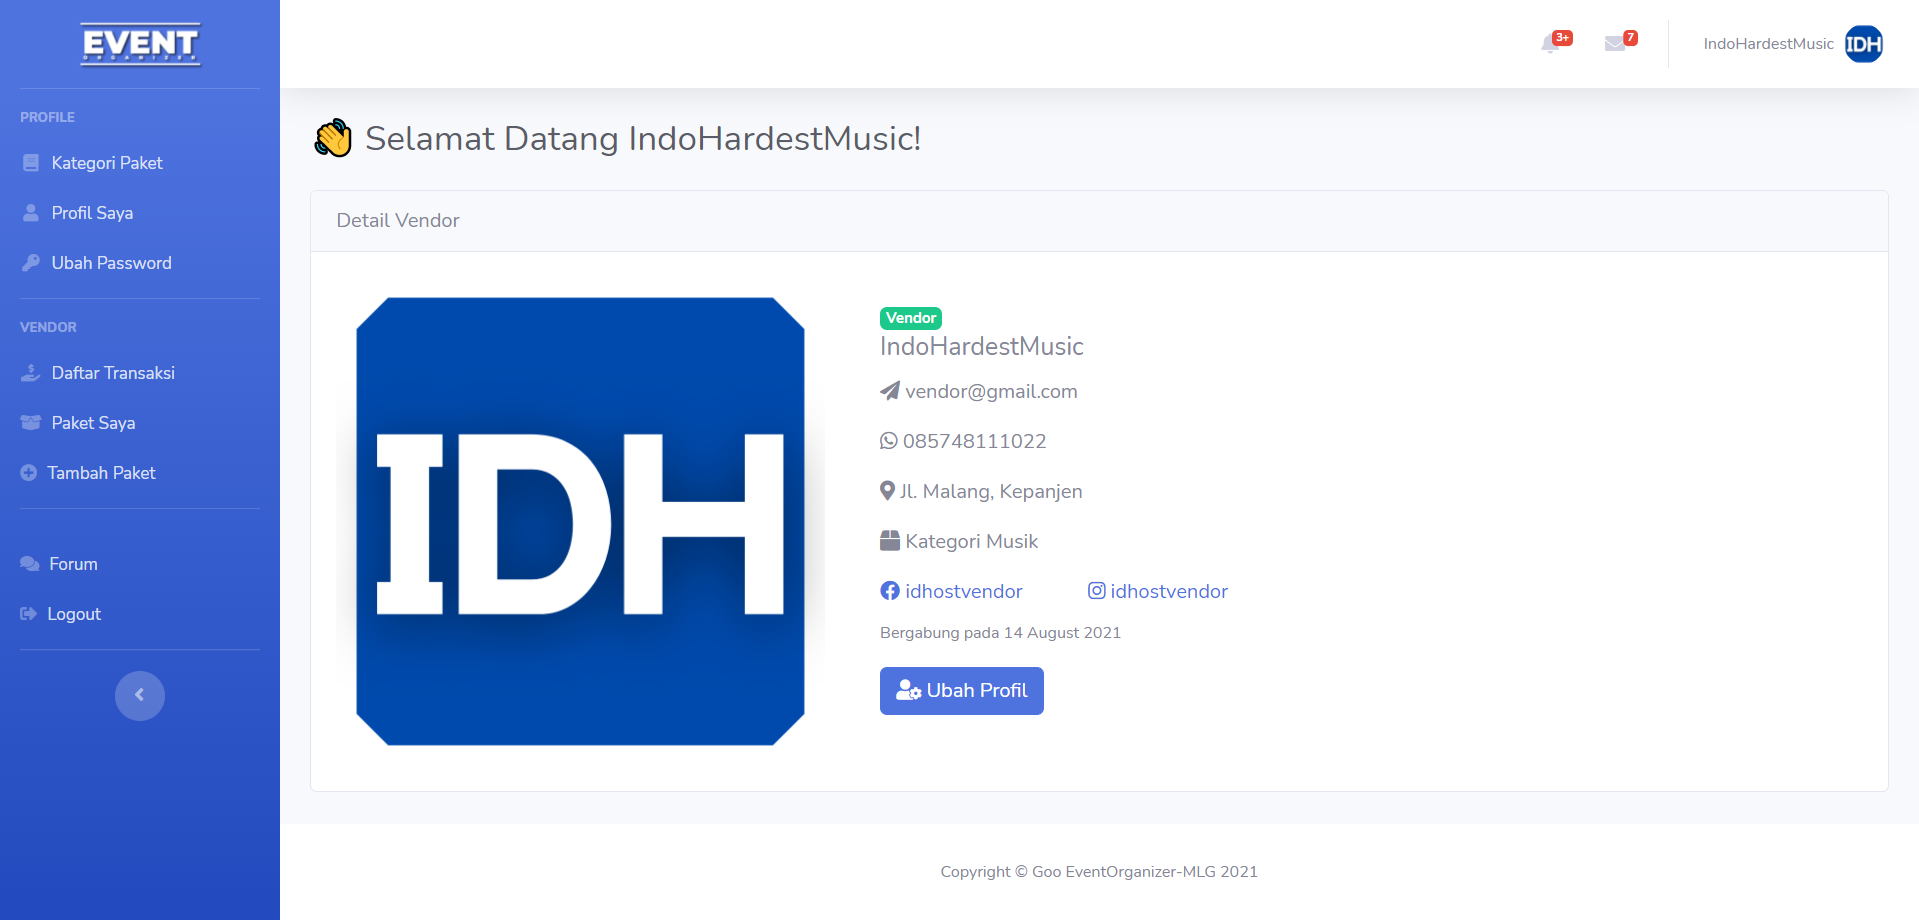 EVENT
ORGANIZER
PROFILE
Kategori Paket
Profil Saya
Ubah Password
VENDOR
Daftar Transaksi
Paket Saya
Tambah Paket
Forum
Logout
3+
7
IndoHardestMusic
IDH
Selamat Datang IndoHardestMusic!
Detail Vendor
IDH
Vendor
IndoHardestMusic
vendor@gmail.com
085748111022
Jl. Malang, Kepanjen
Kategori Musik
idhostvendor idhostvendor
Bergabung pada 14 August 2021
Ubah Profil
Copyright © Goo EventOrganizer-MLG 2021